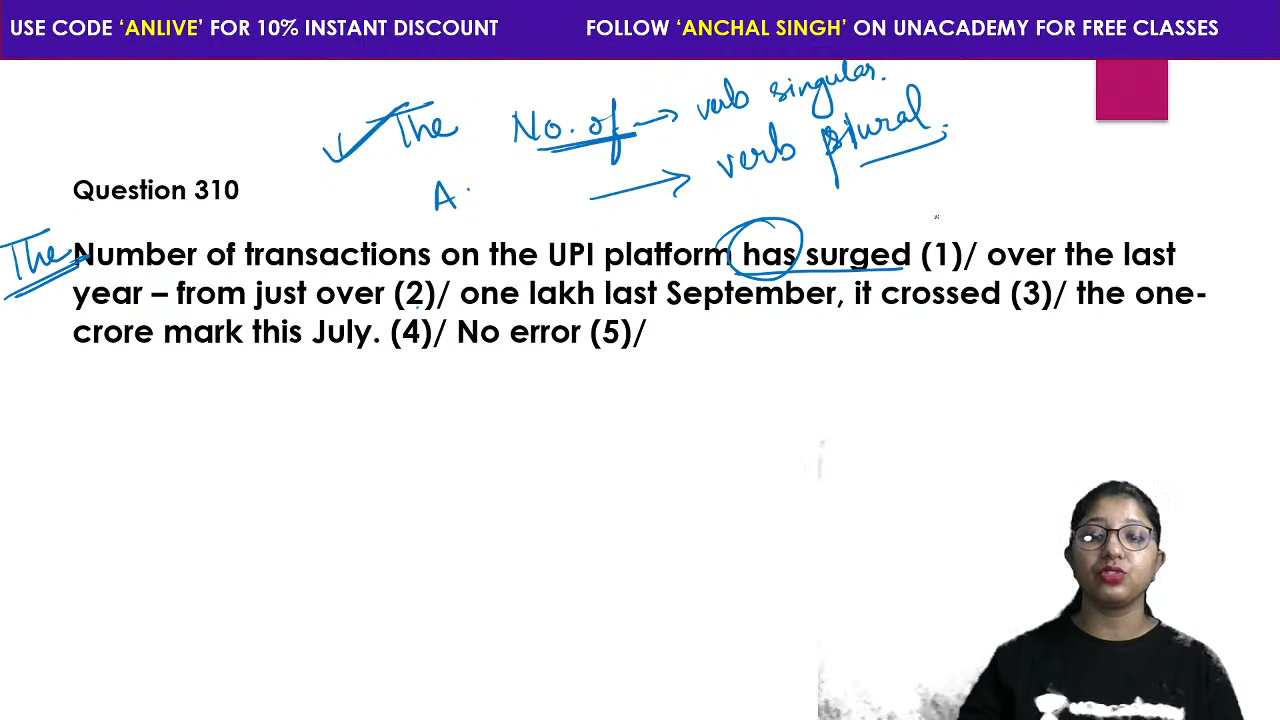 USE CODE ‘ANLIVE’ FOR 10% INSTANT DISCOUNT FOLLOW ‘ANCHAL SINGH’ ON UNACADEMY FOR FREE CLASSES
The No. of → verb singular.
A → verb plural.
Question 310
The Number of transactions on the UPI platform has surged (1)/ over the last
year – from just over (2)/ one lakh last September, it crossed (3)/ the one-
crore mark this July. (4)/ No error (5)/